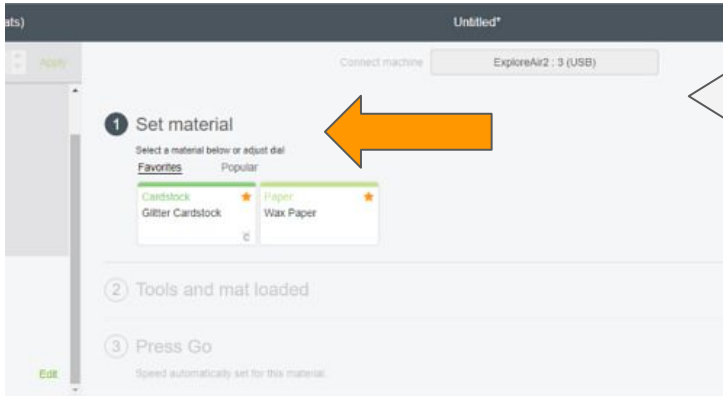 ats)
Untitled*
Apply
Connect machine
ExploreAir2 : 3 (USB)
1
Set material
Select a material below or adjust dial
Favorites Popular
Cardstock
Glitter Cardstock
Paper
Wax Paper
2
Tools and mat loaded
3
Press Go
Speed automatically set for this material.
Edit